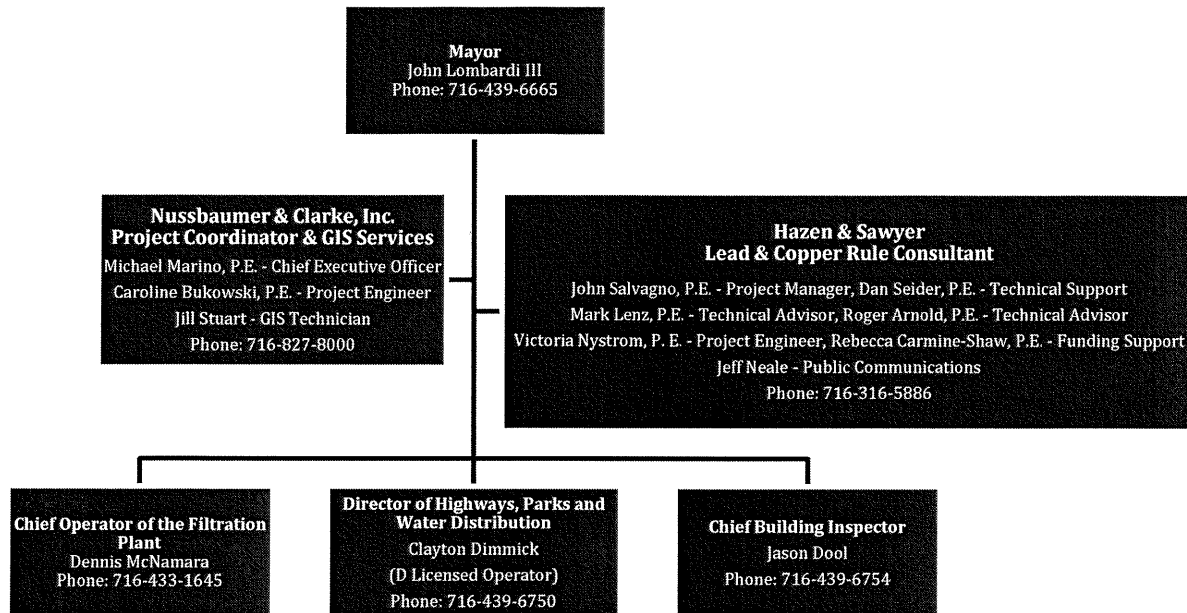 Mayor
John Lombardi III
Phone: 716-439-6665
Nussbaumer & Clarke, Inc.
Project Coordinator & GIS Services
Michael Marino, P.E. - Chief Executive Officer
Caroline Bukowski, P.E. - Project Engineer
Jill Stuart - GIS Technician
Phone: 716-827-8000
Hazen & Sawyer
Lead & Copper Rule Consultant
John Salvagno, P.E. - Project Manager, Dan Seider, P.E. - Technical Support
Mark Lenz, P.E. - Technical Advisor, Roger Arnold, P.E. - Technical Advisor
Victoria Nystrom, P. E. - Project Engineer, Rebecca Carmine-Shaw, P.E. - Funding Support
Jeff Neale - Public Communications
Phone: 716-316-5886
Chief Operator of the Filtration
Plant
Dennis McNamara
Phone: 716-433-1645
Director of Highways, Parks and
Water Distribution
Clayton Dimmick
(D Licensed Operator)
Phone: 716-439-6750
Chief Building Inspector
Jason Dool
Phone: 716-439-6754